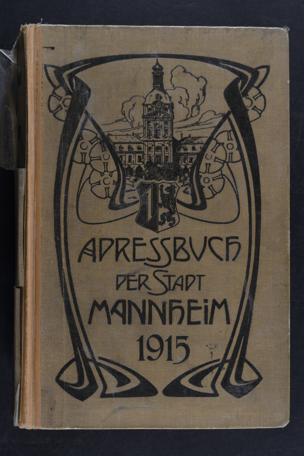 ADRESSBUCH
DER STADT
MANNHEIM
1915